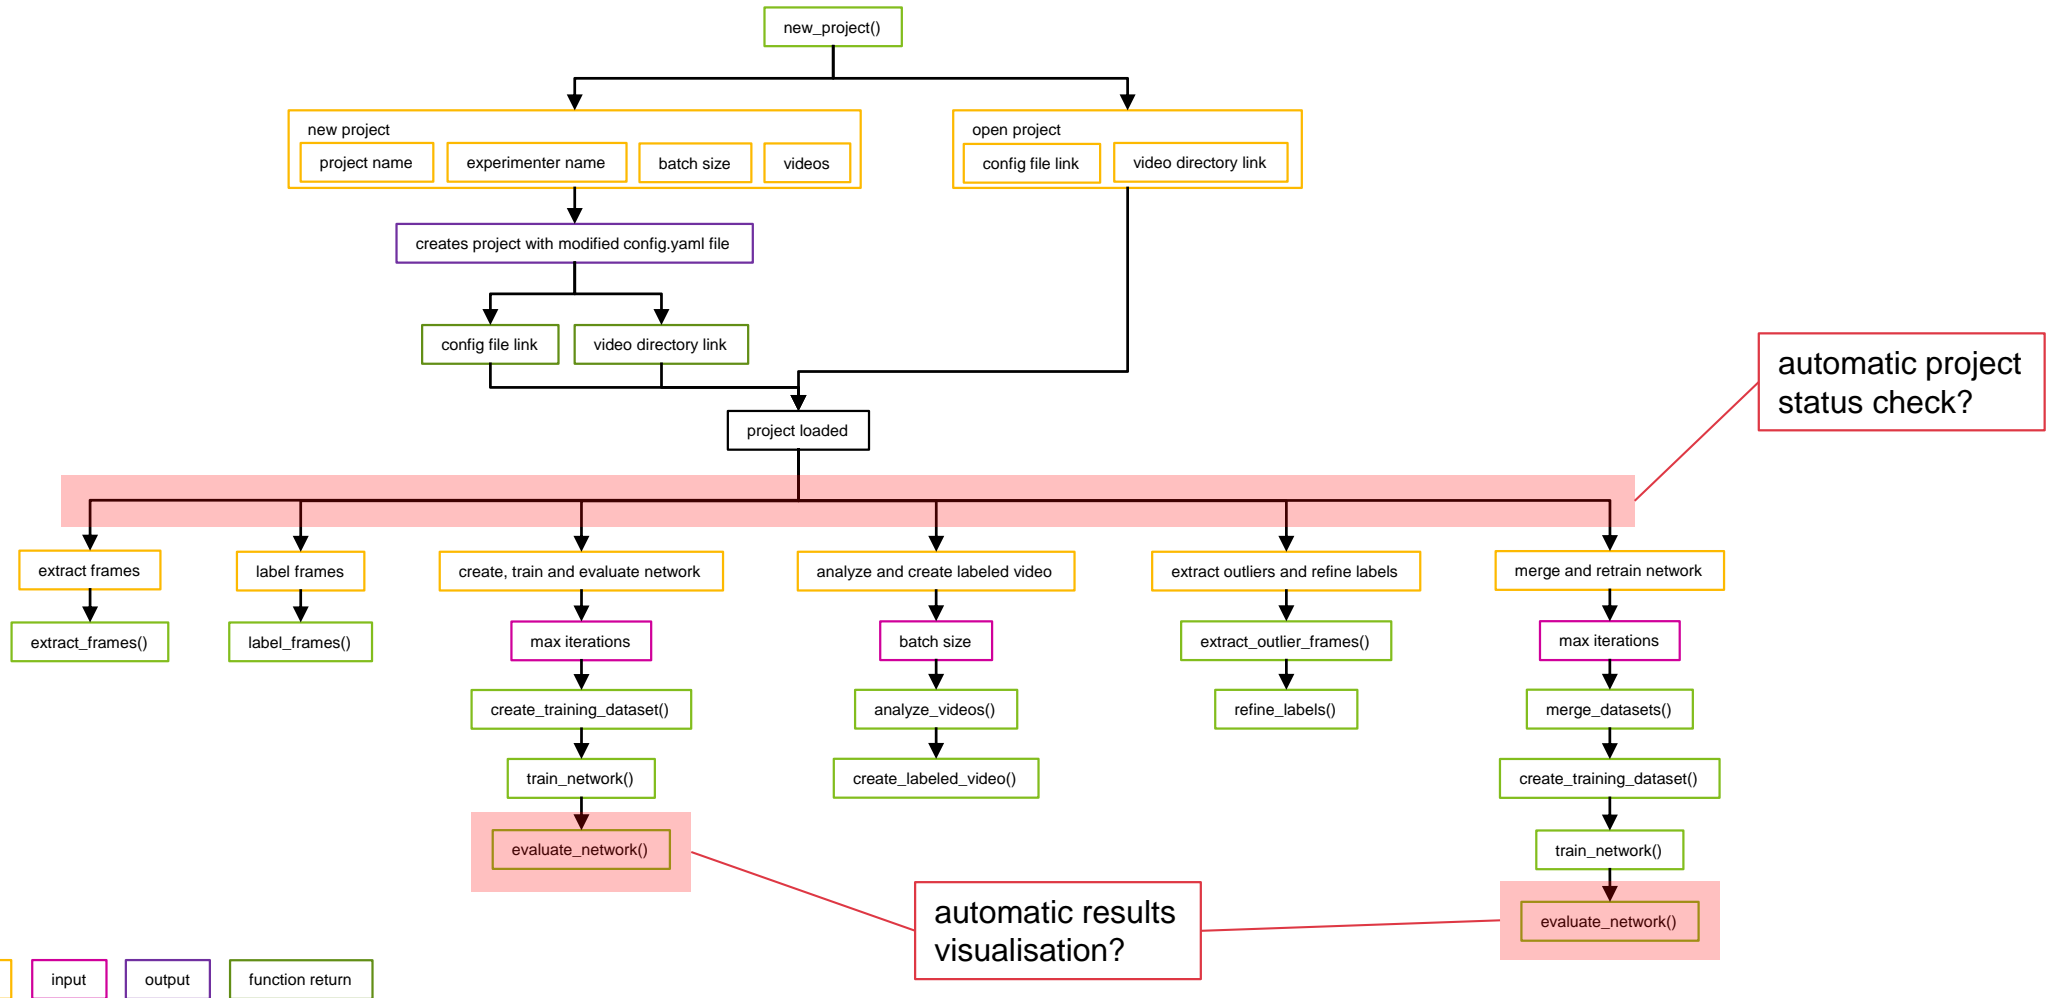 new_project()
new project
project name
experimenter name
batch size
videos
open project
config file link
video directory link
creates project with modified config.yaml file
config file link
video directory link
project loaded
automatic project
status check?
extract frames
label frames
create, train and evaluate network
analyze and create labeled video
extract outliers and refine labels
merge and retrain network
extract_frames()
label_frames()
max iterations
batch size
extract_outlier_frames()
max iterations
create_training_dataset()
analyze_videos()
refine_labels()
merge_datasets()
train_network()
create_labeled_video()
create_training_dataset()
evaluate_network()
train_network()
automatic results
visualisation?
evaluate_network()
input
output
function return